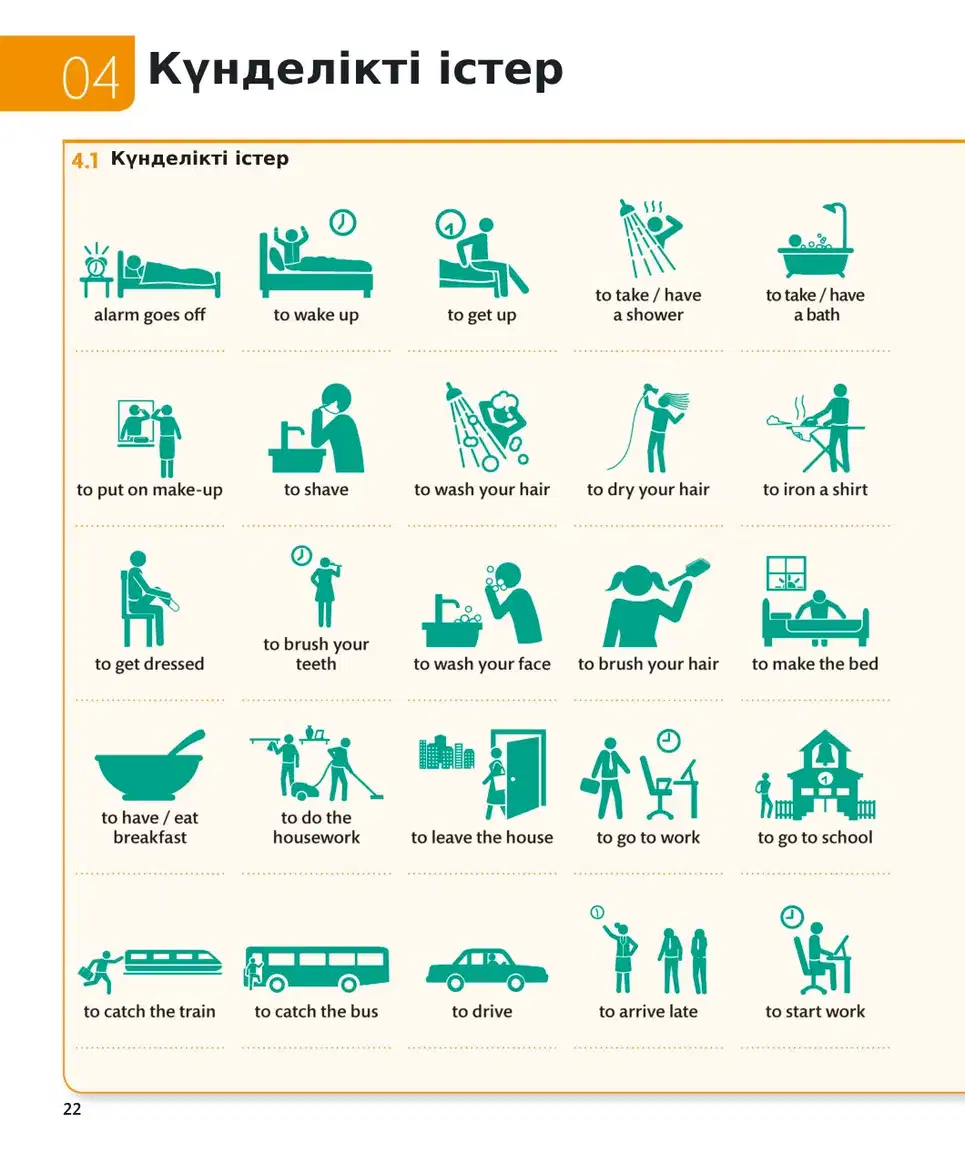 04 Күнделікті істер
4.1 Күнделікті істер
alarm goes off
to wake up
to get up
to take / have
a shower
to take / have
a bath
to put on make-up
to shave
to wash your hair
to dry your hair
to iron a shirt
to get dressed
to brush your
teeth
to wash your face
to brush your hair
to make the bed
to have / eat
breakfast
to do the
housework
to leave the house
to go to work
to go to school
to catch the train
to catch the bus
to drive
to arrive late
to start work
22